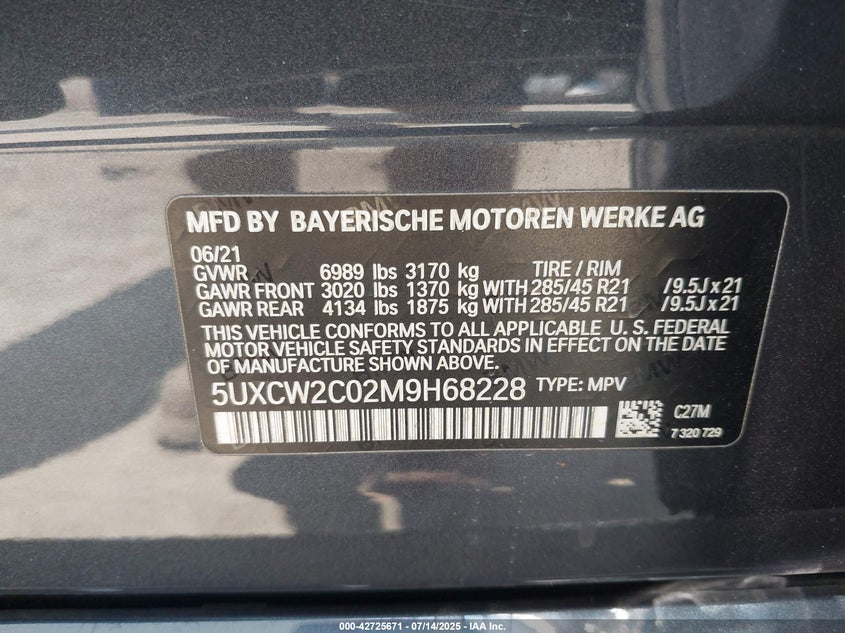 MFD BY BAYERISCHE MOTOREN WERKE AG
06/21
GVWR 6989 lbs 3170 kg TIRE / RIM
GAWR FRONT 3020 lbs 1370 kg WITH 285/45 R21 /9.5J x 21
GAWR REAR 4134 lbs 1875 kg WITH 285/45 R21 /9.5J x 21
THIS VEHICLE CONFORMS TO ALL APPLICABLE U. S. FEDERAL
MOTOR VEHICLE SAFETY STANDARDS IN EFFECT ON THE DATE
OF MANUFACTURE SHOWN ABOVE.
5UXCW2C02M9H68228 TYPE: MPV
C27M
7 320 729
000-42725671 - 07/14/2025 - IAA Inc.